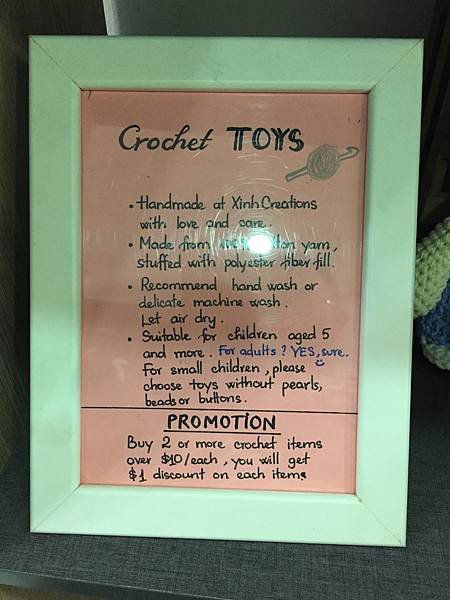 Crochet TOYS
• Handmade at Xinh Creations
with love and care.
• Made from yarn,
stuffed with polyester fiber fill.
• Recommend hand wash or
delicate machine wash.
Let air dry.
• Suitable for children aged 5
and more. For adults? YES, sure.
For small children, please
choose toys without pearls,
beads or buttons.
PROMOTION
Buy 2 or more crochet items
over $10/each, you will get
$1 discount on each item.